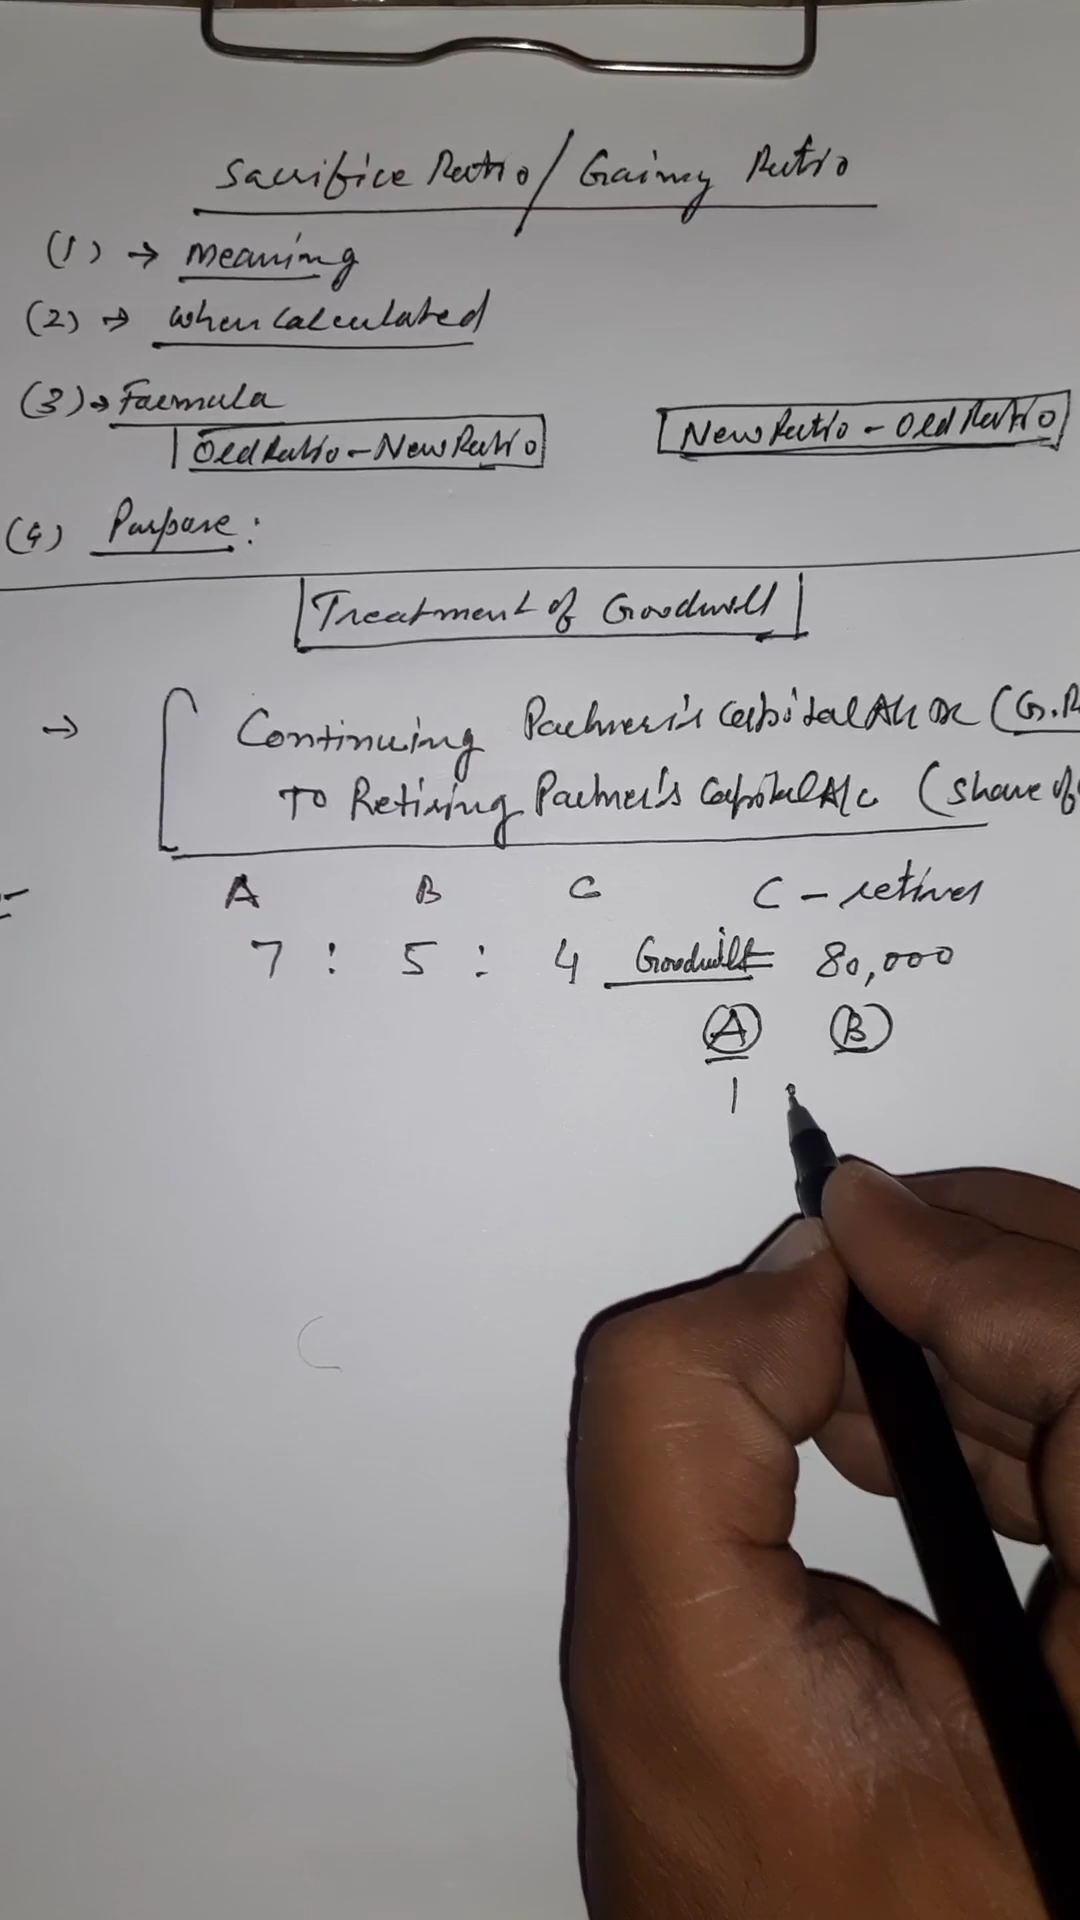 Sacrifice Ratio / Gaining Ratio
(1) → Meaning
(2) → When Calculated
(3) → Formula
Old Ratio - New Ratio New Ratio - Old Ratio
(4) Purpose :
Treatment of Goodwill
→ Continuing Partner's Capital A/c Dr (G.R
To Retiring Partner's Capital A/c (Share of
A B C C - retires
7 : 5 : 4 Goodwill = 80,000
A B
1 :